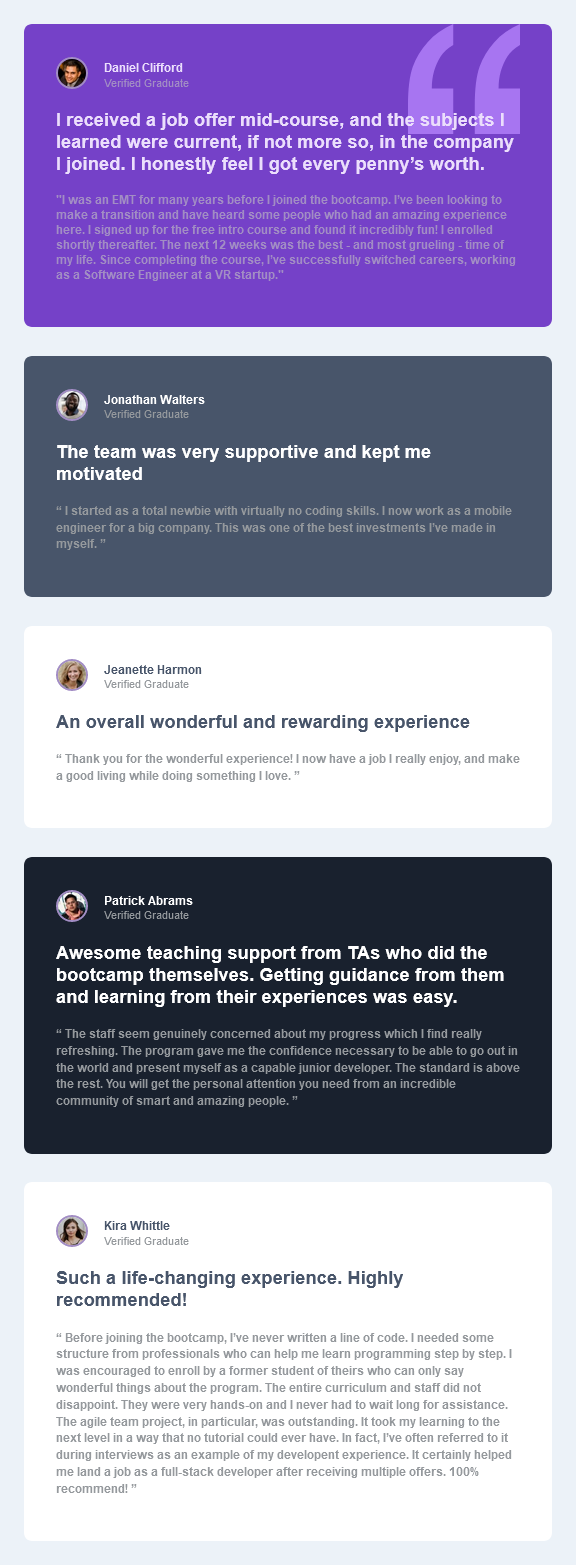 Daniel Clifford
Verified Graduate
I received a job offer mid-course, and the subjects I
learned were current, if not more so, in the company
I joined. I honestly feel I got every penny’s worth.
"I was an EMT for many years before I joined the bootcamp. I’ve been looking to
make a transition and have heard some people who had an amazing experience
here. I signed up for the free intro course and found it incredibly fun! I enrolled
shortly thereafter. The next 12 weeks was the best - and most grueling - time of
my life. Since completing the course, I’ve successfully switched careers, working
as a Software Engineer at a VR startup."
Jonathan Walters
Verified Graduate
The team was very supportive and kept me
motivated
“ I started as a total newbie with virtually no coding skills. I now work as a mobile
engineer for a big company. This was one of the best investments I’ve made in
myself. ”
Jeanette Harmon
Verified Graduate
An overall wonderful and rewarding experience
“ Thank you for the wonderful experience! I now have a job I really enjoy, and make
a good living while doing something I love. ”
Patrick Abrams
Verified Graduate
Awesome teaching support from TAs who did the
bootcamp themselves. Getting guidance from them
and learning from their experiences was easy.
“ The staff seem genuinely concerned about my progress which I find really
refreshing. The program gave me the confidence necessary to be able to go out in
the world and present myself as a capable junior developer. The standard is above
the rest. You will get the personal attention you need from an incredible
community of smart and amazing people. ”
Kira Whittle
Verified Graduate
Such a life-changing experience. Highly
recommended!
“ Before joining the bootcamp, I’ve never written a line of code. I needed some
structure from professionals who can help me learn programming step by step. I
was encouraged to enroll by a former student of theirs who can only say
wonderful things about the program. The entire curriculum and staff did not
disappoint. They were very hands-on and I never had to wait long for assistance.
The agile team project, in particular, was outstanding. It took my learning to the
next level in a way that no tutorial could ever have. In fact, I’ve often referred to it
during interviews as an example of my developent experience. It certainly helped
me land a job as a full-stack developer after receiving multiple offers. 100%
recommend! ”